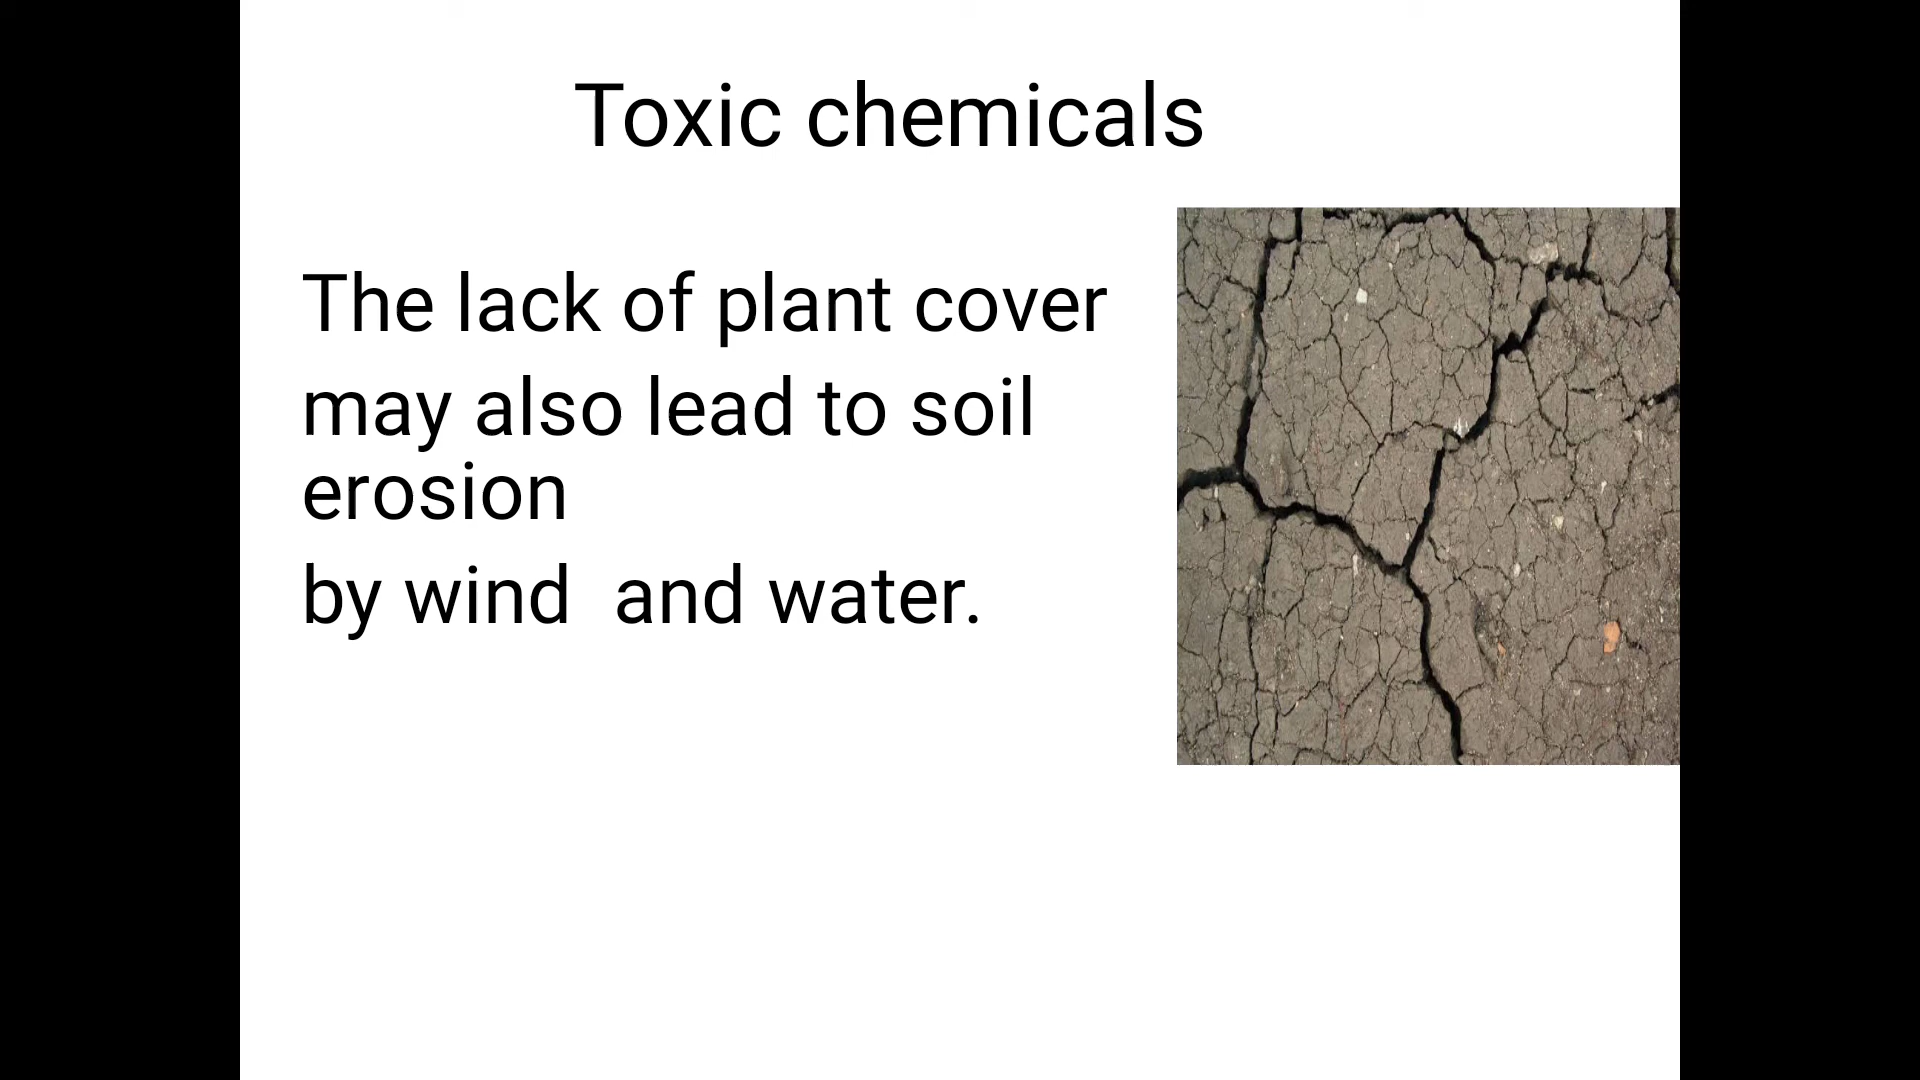 Toxic chemicals
The lack of plant cover
may also lead to soil
erosion
by wind  and water.